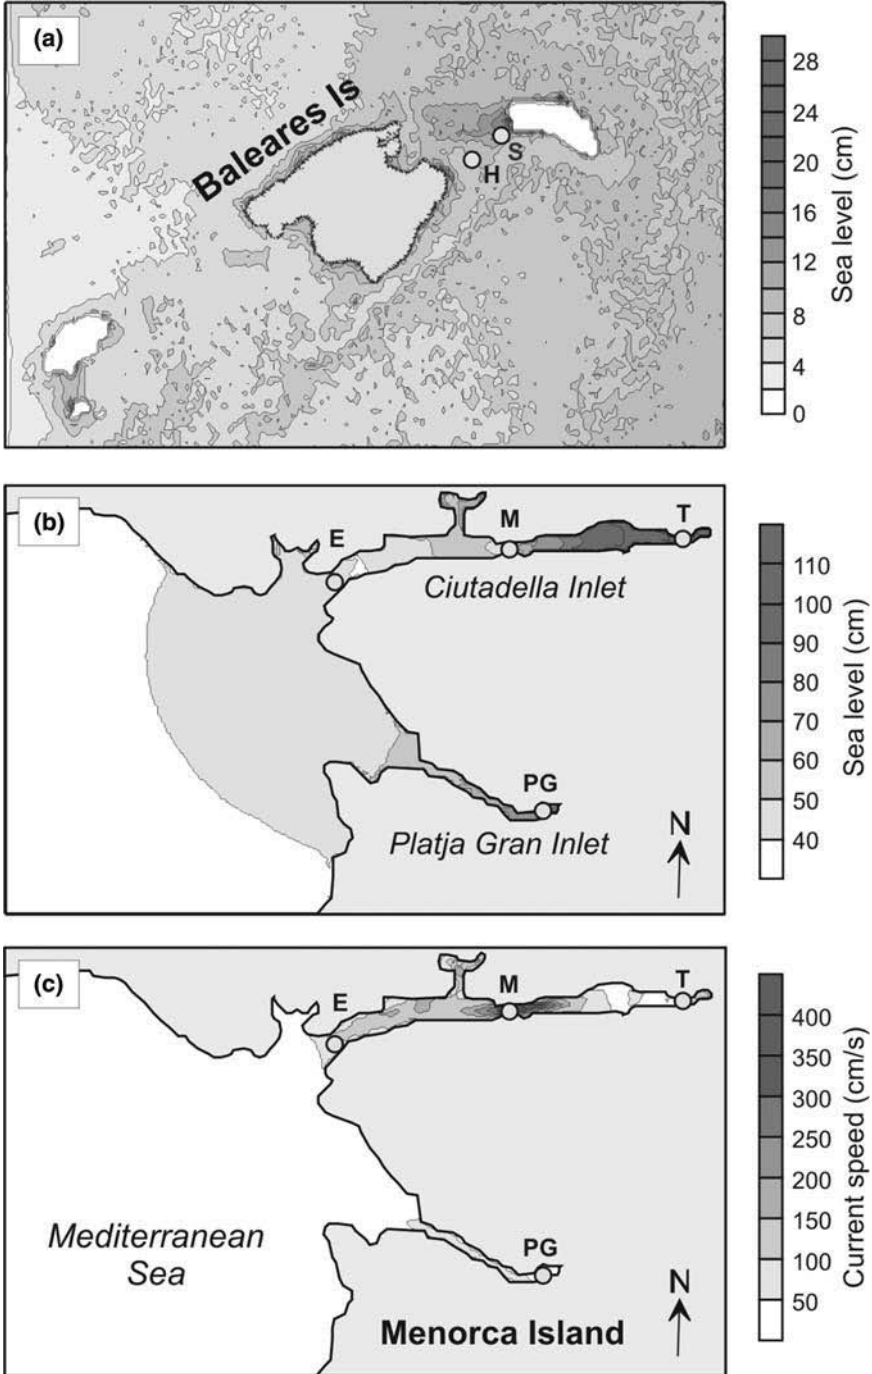 (a)
Baleares Is
S
H
28
24
20
16
12
8
4
0
Sea level (cm)
(b)
E
M
T
Ciutadella Inlet
PG
Platja Gran Inlet
N
110
100
90
80
70
60
50
40
Sea level (cm)
(c)
E
M
T
Mediterranean
Sea
PG
N
Menorca Island
400
350
300
250
200
150
100
50
Current speed (cm/s)